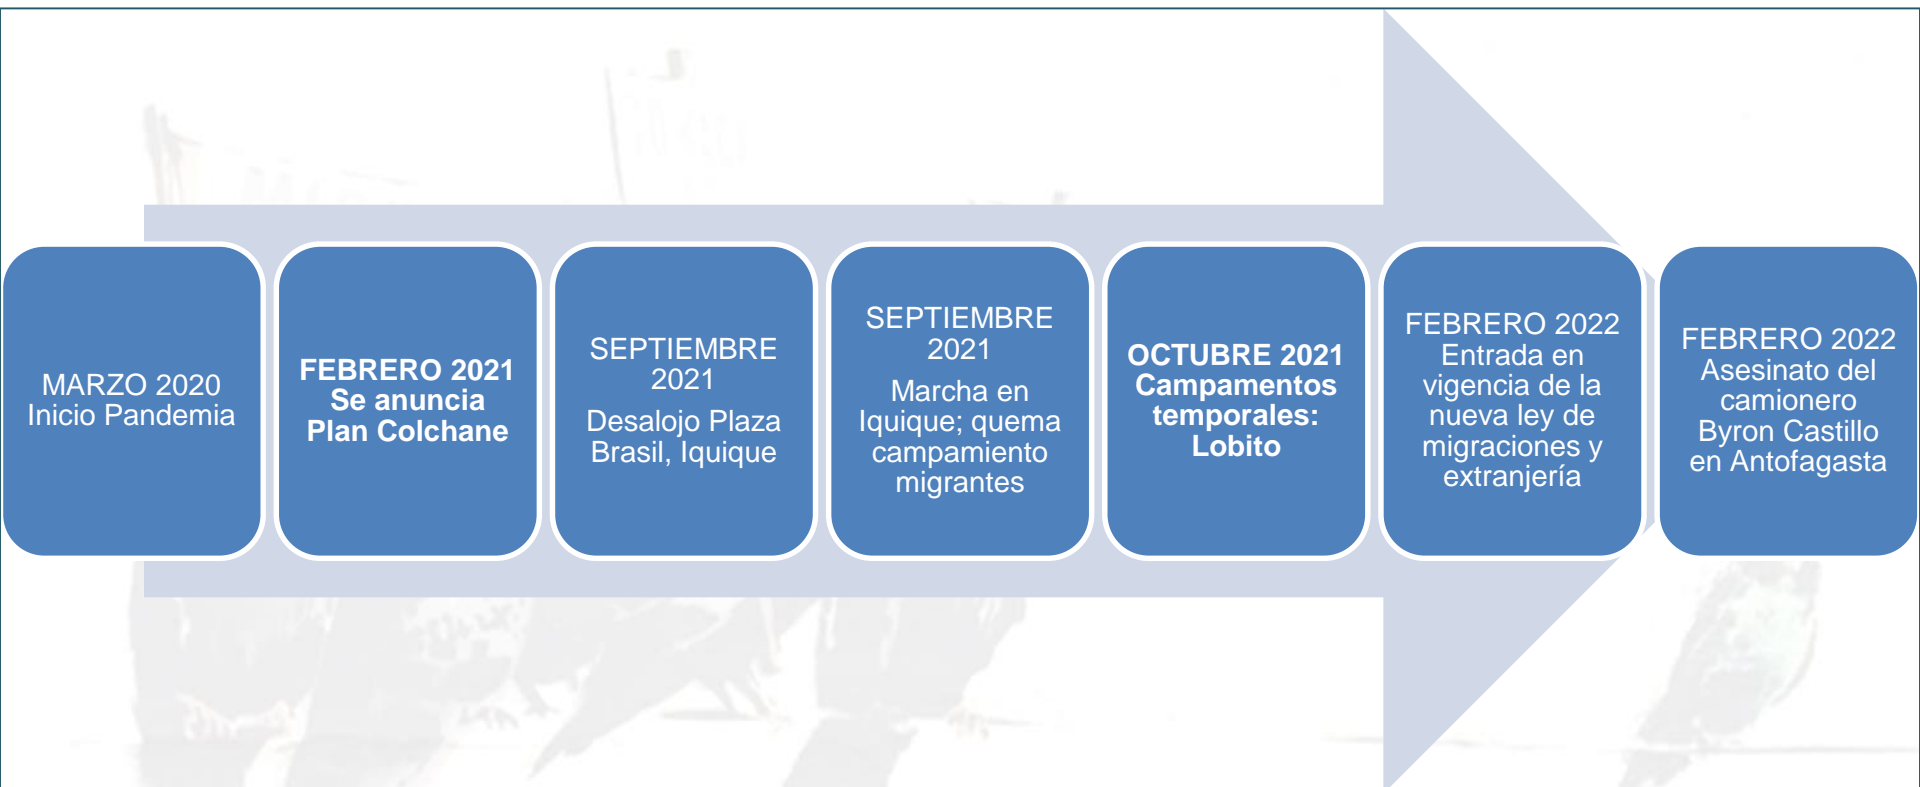 MARZO 2020
Inicio Pandemia
FEBRERO 2021
Se anuncia
Plan Colchane
SEPTIEMBRE
2021
Desalojo Plaza
Brasil, Iquique
SEPTIEMBRE
2021
Marcha en
Iquique; quema
campamiento
migrantes
OCTUBRE 2021
Campamentos
temporales:
Lobito
FEBRERO 2022
Entrada en
vigencia de la
nueva ley de
migraciones y
extranjería
FEBRERO 2022
Asesinato del
camionero
Byron Castillo
en Antofagasta